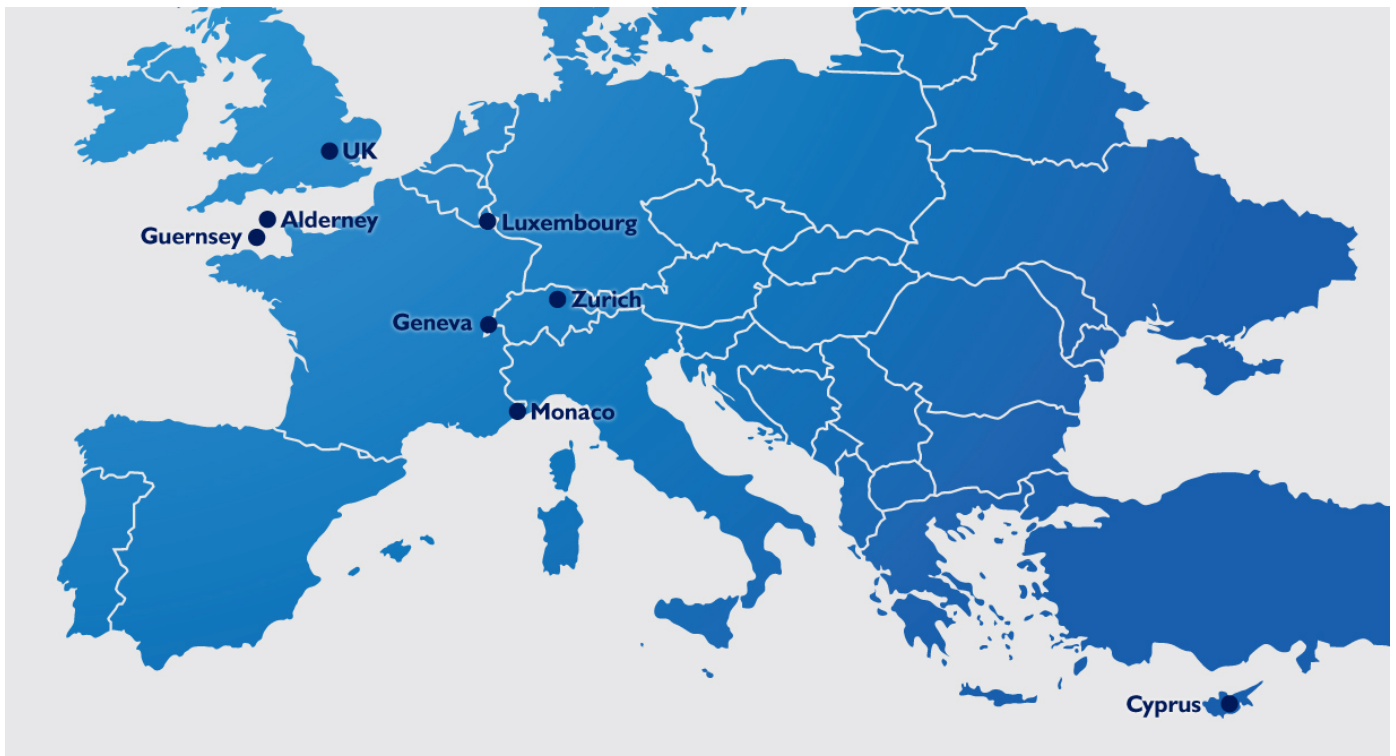 UK
Alderney
Guernsey
Luxembourg
Zurich
Geneva
Monaco
Cyprus